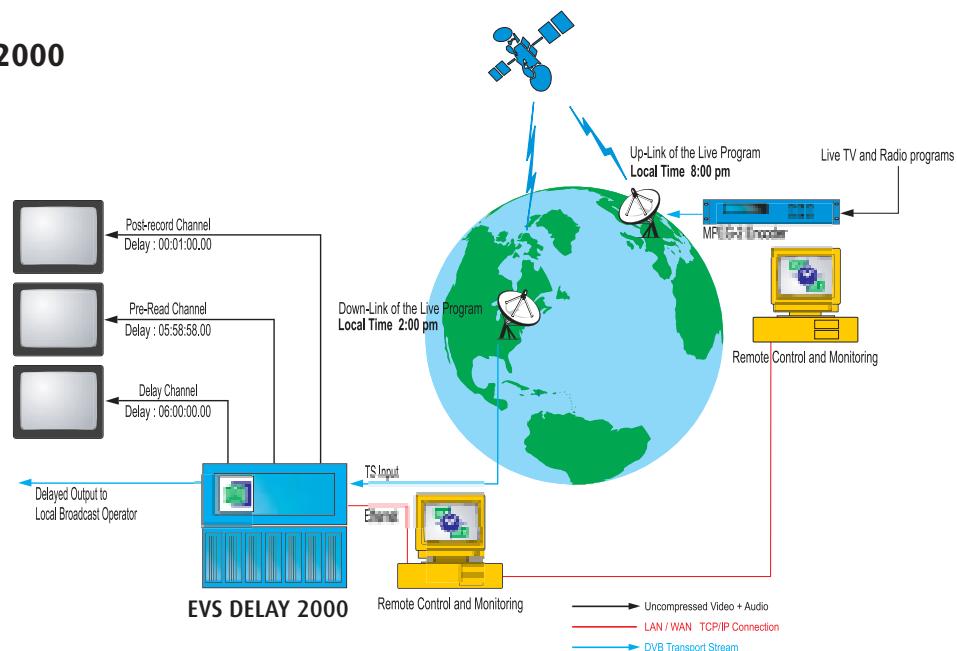 2000
Up-Link of the Live Program
Local Time 8:00 pm
Live TV and Radio programs
Post-record Channel
Delay : 00:01:00.00
MPEG-2 Encoder
Pre-Read Channel
Delay : 05:58:58.00
Down-Link of the Live Program
Local Time 2:00 pm
Remote Control and Monitoring
Delay Channel
Delay : 06:00:00.00
TS Input
Delayed Output to
Local Broadcast Operator
Ethernet
EVS DELAY 2000
Remote Control and Monitoring
Uncompressed Video + Audio
LAN / WAN TCP/IP Connection
DVB Transport Stream